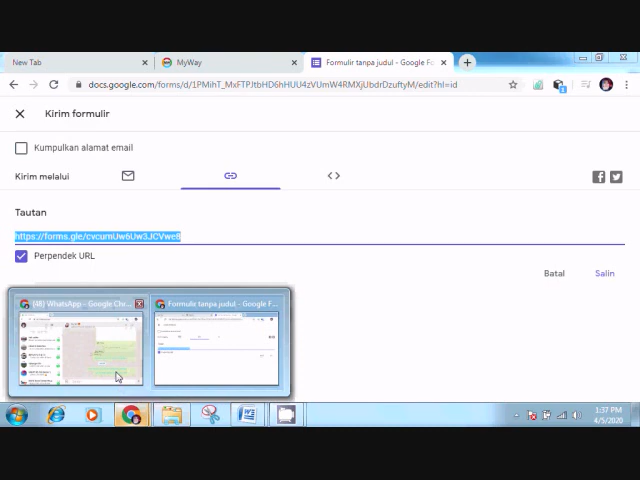 New Tab
MyWay
Formulir tanpa judul - Google Fo
docs.google.com/forms/d/1PMihT_MxFTPJtbHD6hHUU4zVUmW4RMXjUbdrDzuftyM/edit?hl=id
Kirim formulir
Kumpulkan alamat email
Kirim melalui
Tautan
https://forms.gle/cvcumUw6Uw3JCVwe8
Perpendek URL
Batal
Salin
(46) WhatsApp - Google Chr...
Formulir tanpa judul - Google F...
1:37 PM
4/5/2020